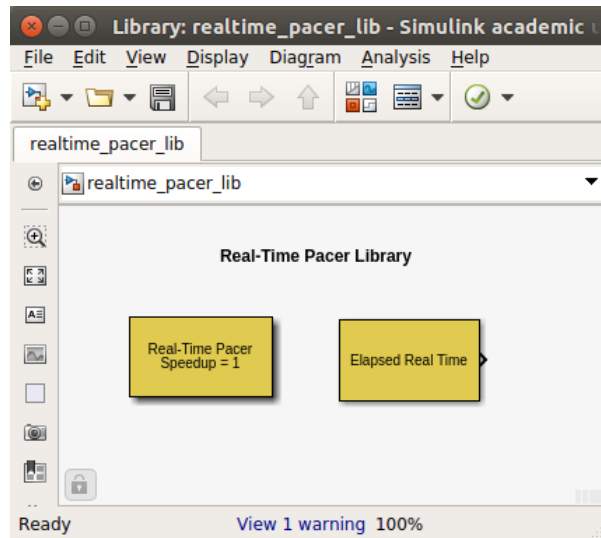 Library: realtime_pacer_lib - Simulink academic
File Edit View Display Diagram Analysis Help
realtime_pacer_lib
realtime_pacer_lib
Real-Time Pacer Library
Real-Time Pacer
Speedup = 1
Elapsed Real Time
Ready View 1 warning 100%